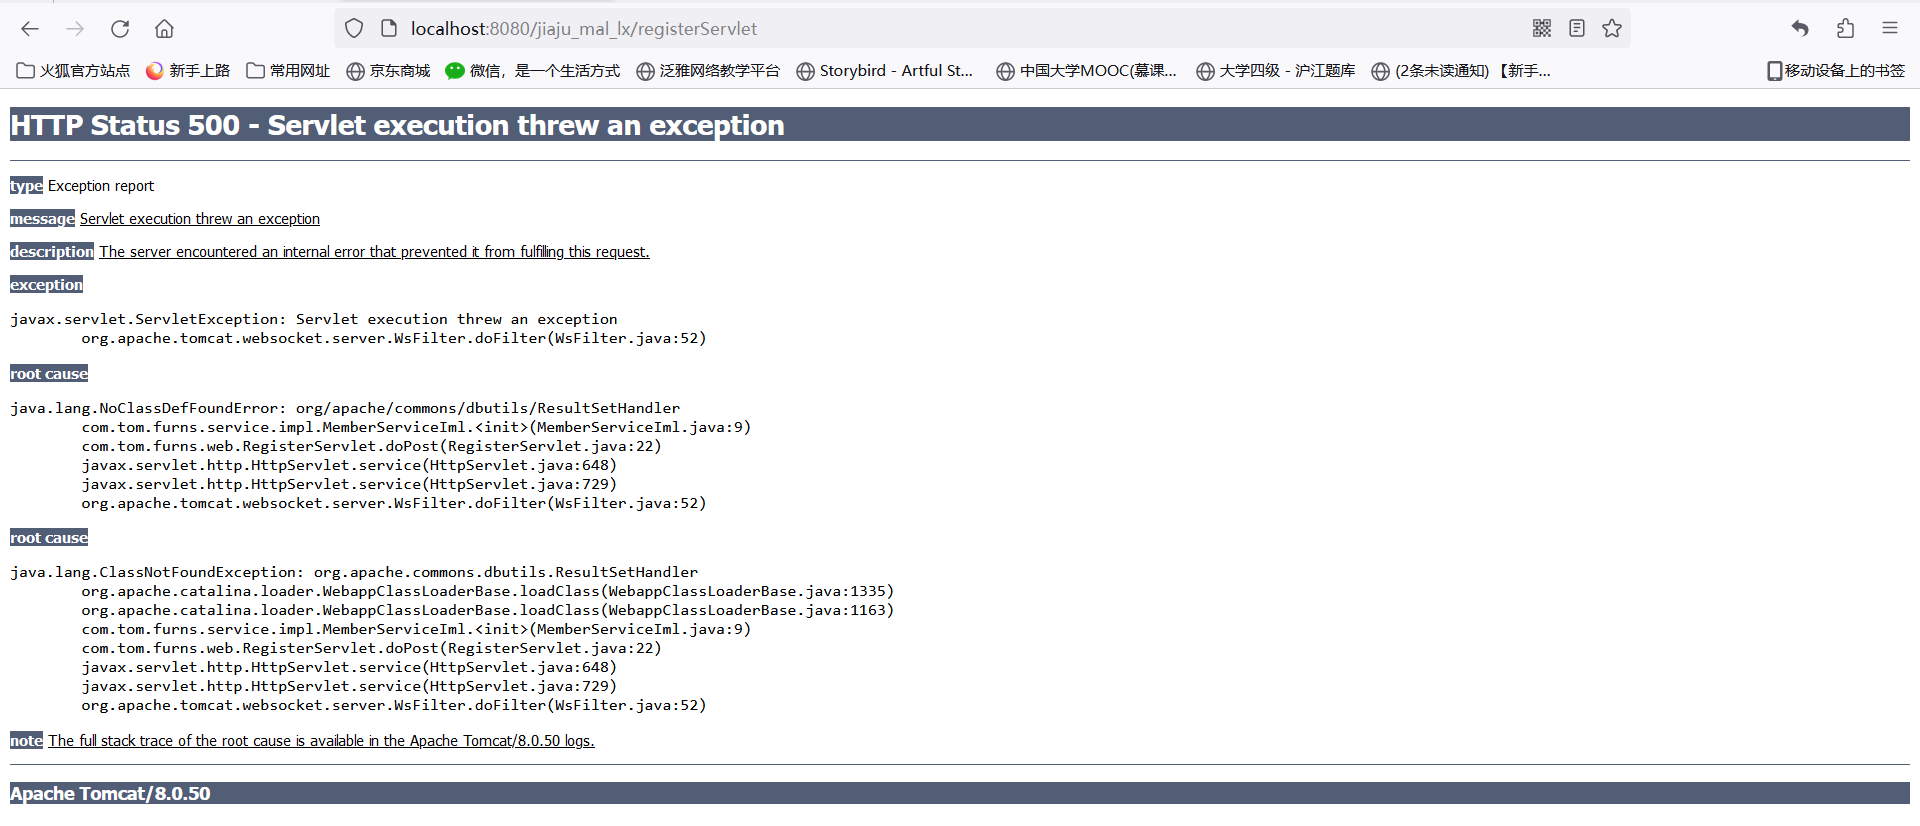 localhost:8080/jiaju_mal_lx/registerServlet
火狐官方站点 新手上路 常用网址 京东商城 微信，是一个生活方式 泛雅网络教学平台 Storybird - Artful St... 中国大学MOOC(慕课... 大学四级 - 沪江题库 (2条未读通知) 【新手... 移动设备上的书签
HTTP Status 500 - Servlet execution threw an exception
type Exception report
message Servlet execution threw an exception
description The server encountered an internal error that prevented it from fulfilling this request.
exception
javax.servlet.ServletException: Servlet execution threw an exception
org.apache.tomcat.websocket.server.WsFilter.doFilter(WsFilter.java:52)
root cause
java.lang.NoClassDefFoundError: org/apache/commons/dbutils/ResultSetHandler
com.tom.furns.service.impl.MemberServiceIml.<init>(MemberServiceIml.java:9)
com.tom.furns.web.RegisterServlet.doPost(RegisterServlet.java:22)
javax.servlet.http.HttpServlet.service(HttpServlet.java:648)
javax.servlet.http.HttpServlet.service(HttpServlet.java:729)
org.apache.tomcat.websocket.server.WsFilter.doFilter(WsFilter.java:52)
root cause
java.lang.ClassNotFoundException: org.apache.commons.dbutils.ResultSetHandler
org.apache.catalina.loader.WebappClassLoaderBase.loadClass(WebappClassLoaderBase.java:1335)
org.apache.catalina.loader.WebappClassLoaderBase.loadClass(WebappClassLoaderBase.java:1163)
com.tom.furns.service.impl.MemberServiceIml.<init>(MemberServiceIml.java:9)
com.tom.furns.web.RegisterServlet.doPost(RegisterServlet.java:22)
javax.servlet.http.HttpServlet.service(HttpServlet.java:648)
javax.servlet.http.HttpServlet.service(HttpServlet.java:729)
org.apache.tomcat.websocket.server.WsFilter.doFilter(WsFilter.java:52)
note The full stack trace of the root cause is available in the Apache Tomcat/8.0.50 logs.
Apache Tomcat/8.0.50